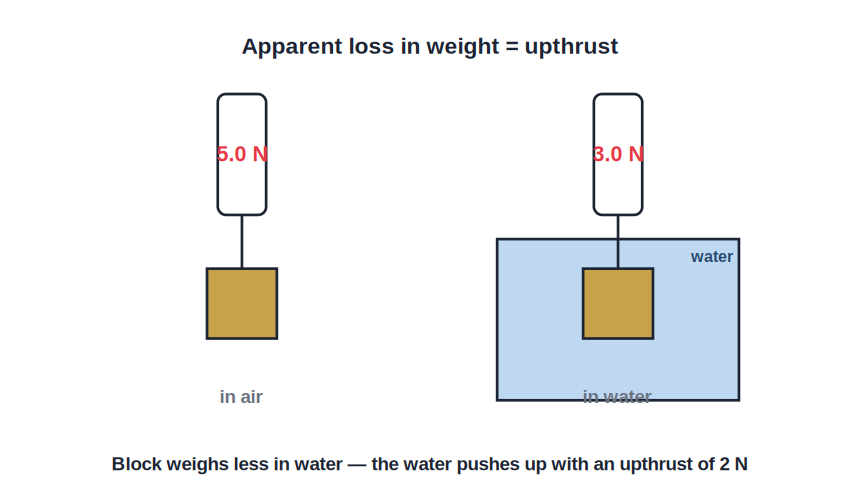 Apparent loss in weight = upthrust
5.0 N
3.0 N
water
in air
in water
Block weighs less in water — the water pushes up with an upthrust of 2 N